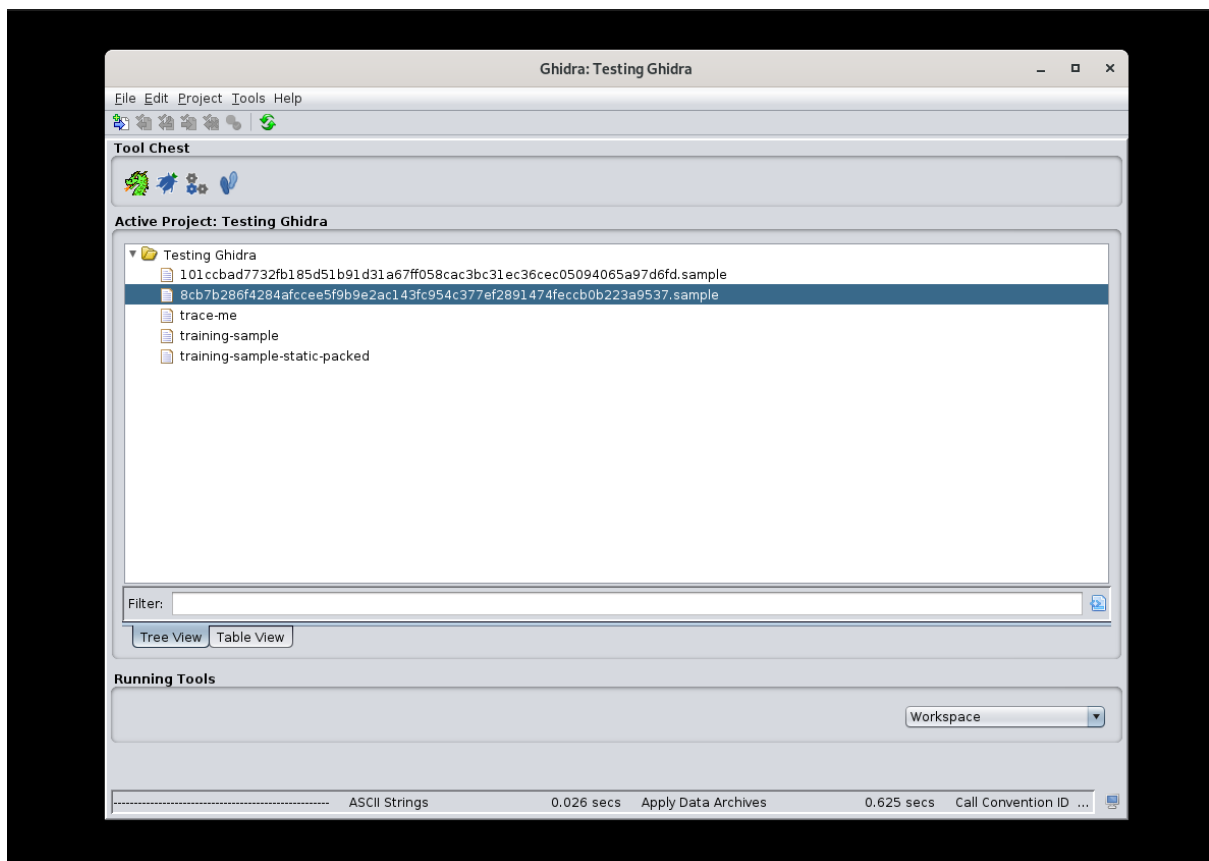 Ghidra: Testing Ghidra
File Edit Project Tools Help
Tool Chest
Active Project: Testing Ghidra
Testing Ghidra
101ccbad7732fb185d51b91d31a67ff058cac3bc31ec36cec05094065a97d6fd.sample
8cb7b286f4284afccee5f9b9e2ac143fc954c377ef2891474feccb0b223a9537.sample
trace-me
training-sample
training-sample-static-packed
Filter:
Tree View Table View
Running Tools
Workspace
---------------------------------------------------- ASCII Strings 0.026 secs Apply Data Archives 0.625 secs Call Convention ID ...